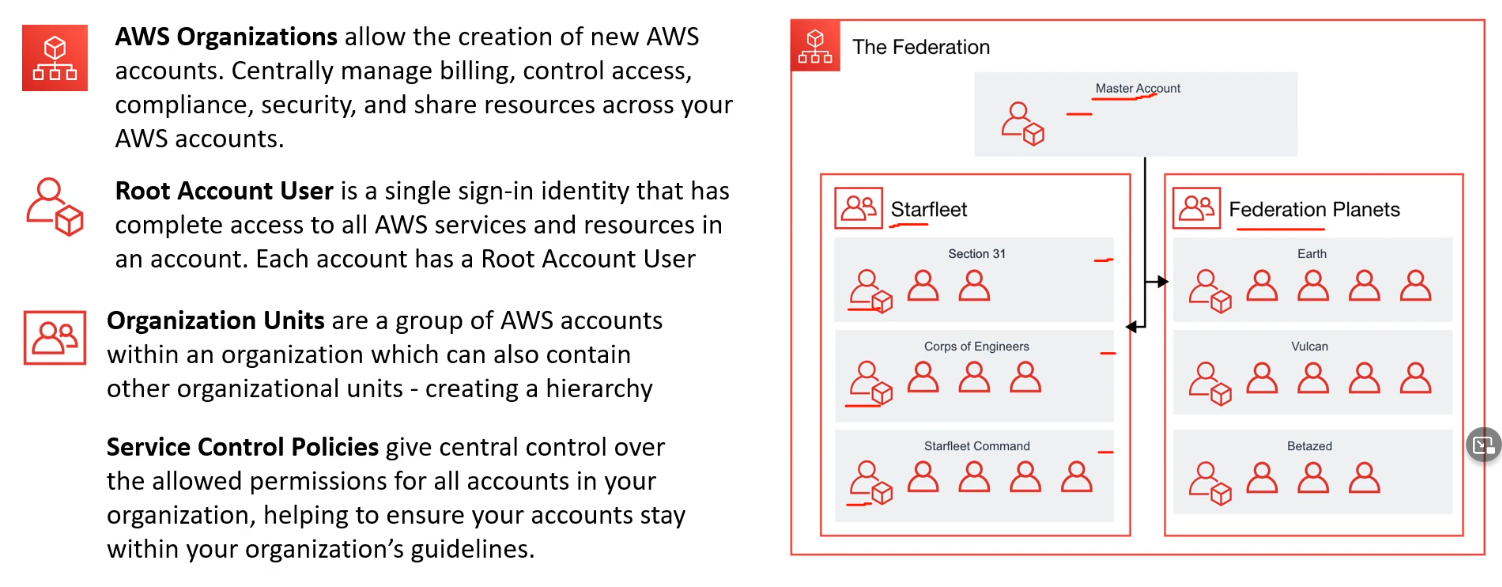 AWS Organizations allow the creation of new AWS
accounts. Centrally manage billing, control access,
compliance, security, and share resources across your
AWS accounts.
Root Account User is a single sign-in identity that has
complete access to all AWS services and resources in
an account. Each account has a Root Account User
Organization Units are a group of AWS accounts
within an organization which can also contain
other organizational units - creating a hierarchy
Service Control Policies give central control over
the allowed permissions for all accounts in your
organization, helping to ensure your accounts stay
within your organization’s guidelines.
The Federation
Master Account
Starfleet
Section 31
Corps of Engineers
Starfleet Command
Federation Planets
Earth
Vulcan
Betazed